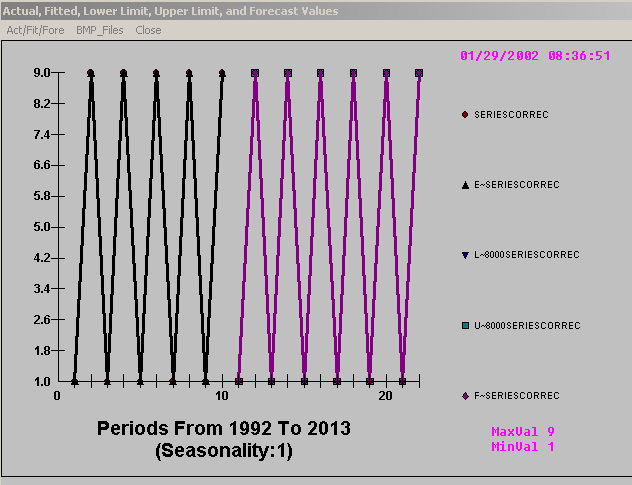 Actual, Fitted, Lower Limit, Upper Limit, and Forecast Values
Act/Fit/Fore BMP_Files Close
01/29/2002 08:36:51
9.0
8.2
7.4
6.6
5.8
5.0
4.2
3.4
2.6
1.8
1.0
0 10 20
SERIESCORREC
E~SERIESCORREC
L~8000SERIESCORREC
U~8000SERIESCORREC
F~SERIESCORREC
Periods From 1992 To 2013
(Seasonality:1)
MaxVal 9
MinVal 1